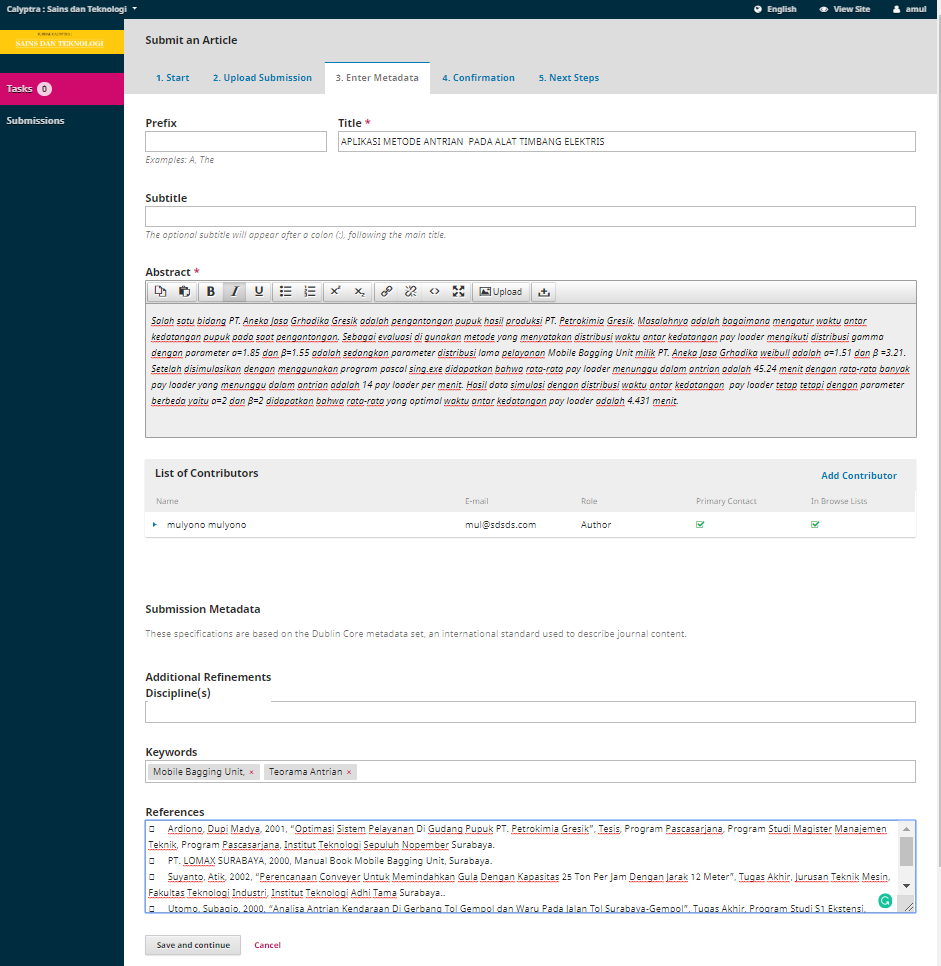 Calyptra : Sains dan Teknologi
English
View Site
amul
SAINS DAN TEKNOLOGI
Submit an Article
Tasks 0
Submissions
1. Start
2. Upload Submission
3. Enter Metadata
4. Confirmation
5. Next Steps
Prefix
Title *
APLIKASI METODE ANTRIAN PADA ALAT TIMBANG ELEKTRIS
Examples: A, The
Subtitle
The optional subtitle will appear after a colon (:), following the main title.
Abstract *
B I U
Upload
Salah satu bidang PT. Aneka Jasa Grhadika Gresik adalah pengantongan pupuk hasil produksi PT. Petrokimia Gresik. Masalahnya adalah bagaimana mengatur waktu antar
kedatangan pupuk pada saat pengantongan. Sebagai evaluasi di gunakan metode yang menyatakan distribusi waktu antar kedatangan pay loader mengikuti distribusi gamma
dengan parameter α=1.85 dan β=1.55 adalah sedangkan parameter distribusi lama pelayanan Mobile Bagging Unit milik PT. Aneka Jasa Grhadika weibull adalah α=1.51 dan β =3.21.
Setelah disimulasikan dengan menggunakan program pascal sing.exe didapatkan bahwa rata-rata pay loader menunggu dalam antrian adalah 45.24 menit dengan rata-rata banyak
pay loader yang menunggu dalam antrian adalah 14 pay loader per menit. Hasil data simulasi dengan distribusi waktu antar kedatangan pay loader tetap tetapi dengan parameter
berbeda yaitu α=2 dan β=2 didapatkan bahwa rata-rata yang optimal waktu antar kedatangan pay loader adalah 4.431 menit.
List of Contributors
Add Contributor
Name
E-mail
Role
Primary Contact
In Browse Lists
mulyono mulyono
mul@sdsds.com
Author
Submission Metadata
These specifications are based on the Dublin Core metadata set, an international standard used to describe journal content.
Additional Refinements
Discipline(s)
Keywords
Mobile Bagging Unit, ×
Teorama Antrian ×
References
Ardiono, Dupi Madya, 2001, “Optimasi Sistem Pelayanan Di Gudang Pupuk PT. Petrokimia Gresik”, Tesis, Program Pascasarjana, Program Studi Magister Manajemen
Teknik, Program Pascasarjana, Institut Teknologi Sepuluh Nopember Surabaya.
PT. LOMAX SURABAYA, 2000, Manual Book Mobile Bagging Unit, Surabaya.
Suyanto, Atik, 2002, “Perencanaan Conveyer Untuk Memindahkan Gula Dengan Kapasitas 25 Ton Per Jam Dengan Jarak 12 Meter”, Tugas Akhir, Jurusan Teknik Mesin,
Fakultas Teknologi Industri, Institut Teknologi Adhi Tama Surabaya..
Utomo, Subagio, 2000, “Analisa Antrian Kendaraan Di Gerbang Tol Gempol dan Waru Pada Jalan Tol Surabaya-Gempol”, Tugas Akhir, Program Studi S1 Ekstensi,
Save and continue
Cancel